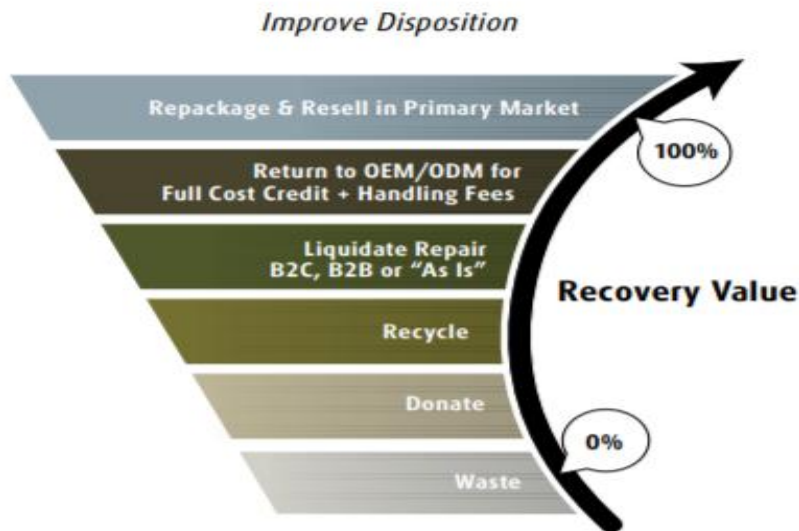 Improve Disposition
Repackage & Resell in Primary Market
100%
Return to OEM/ODM for
Full Cost Credit + Handling Fees
Liquidate Repair
B2C, B2B or “As Is”
Recovery Value
Recycle
Donate
0%
Waste